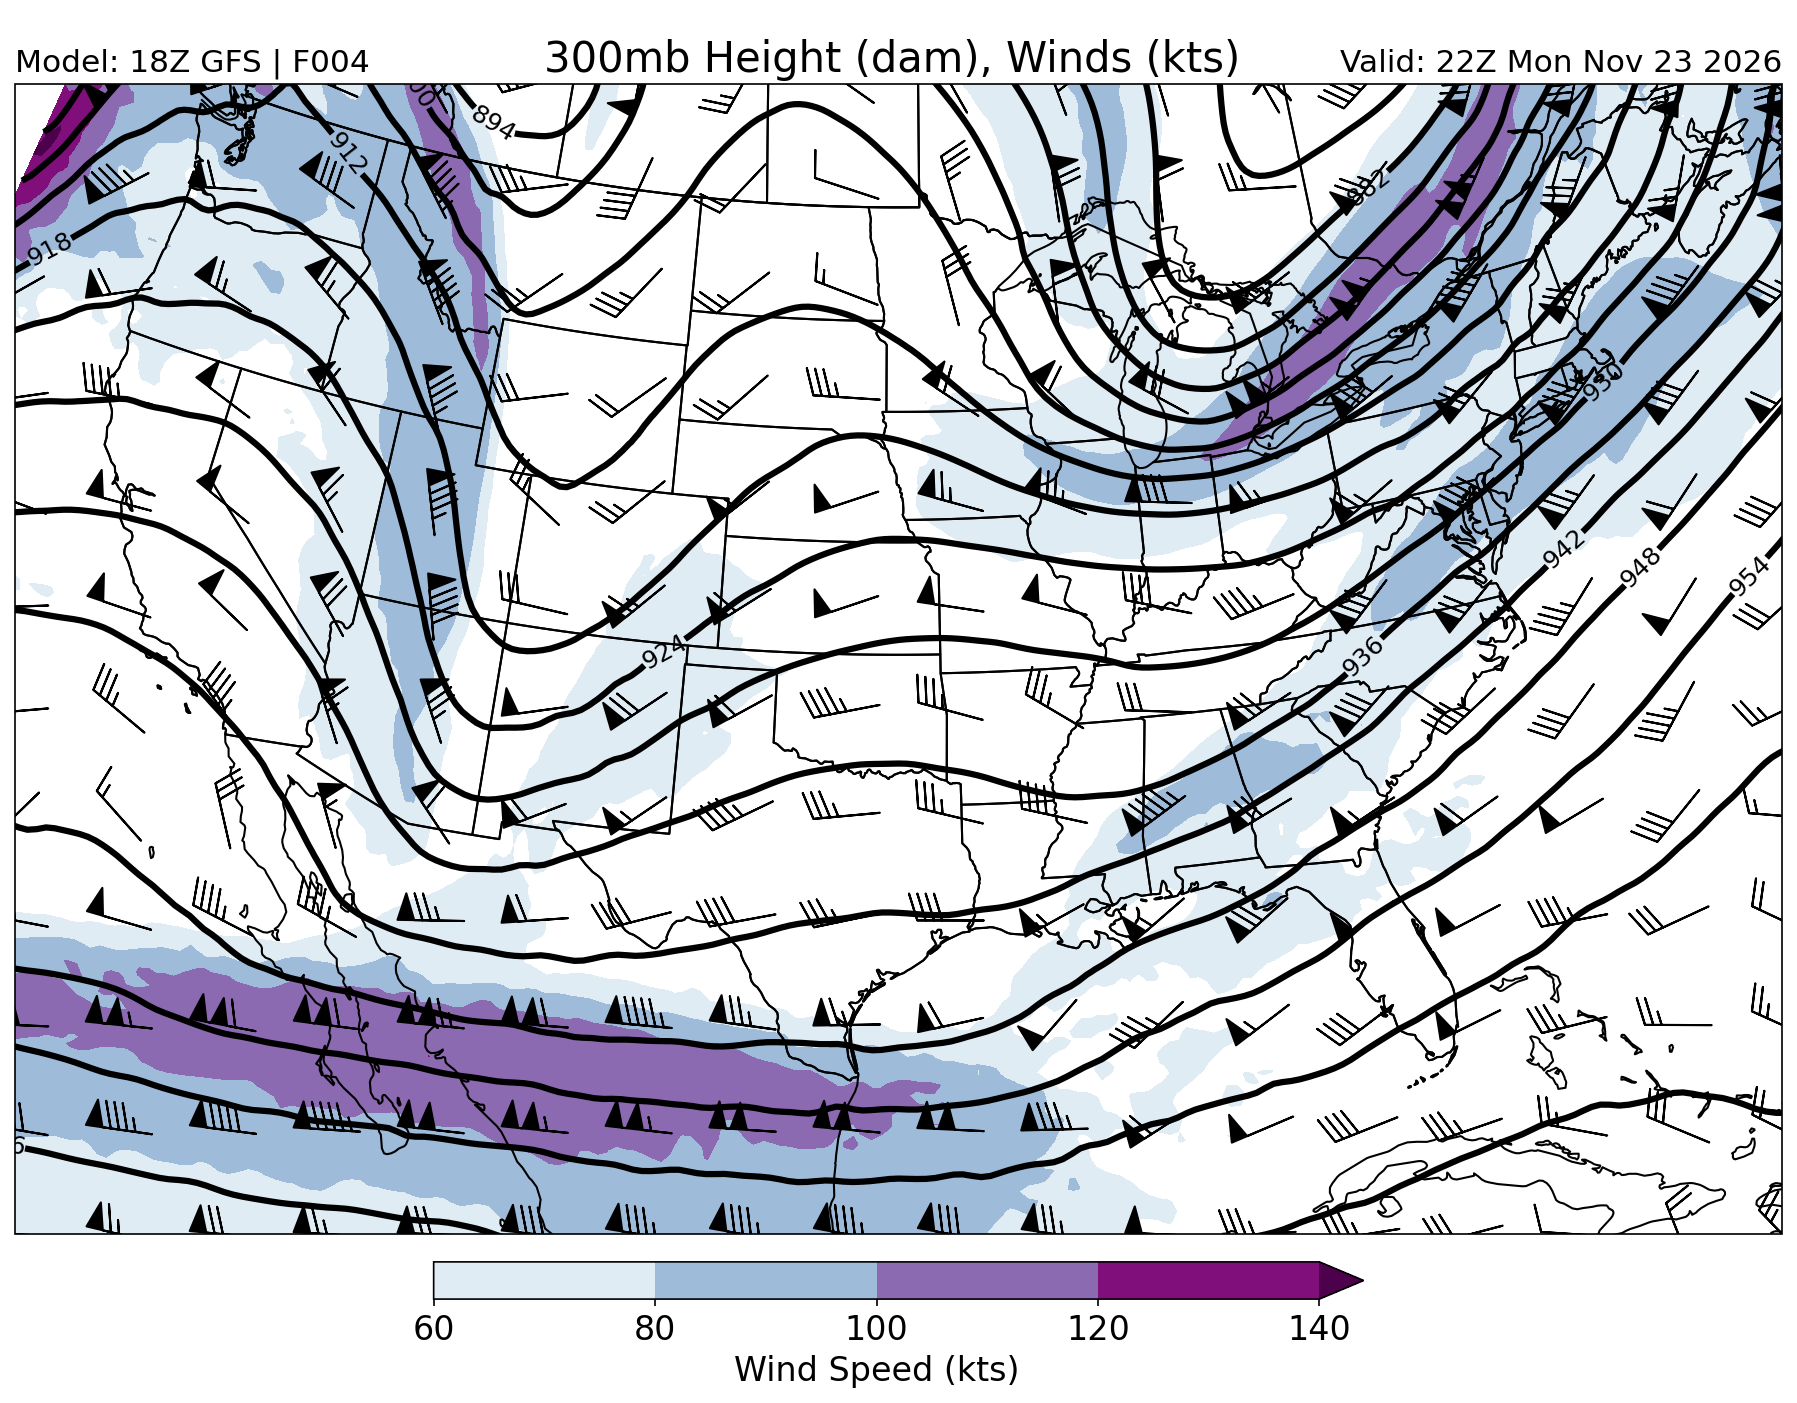 Model: 18Z GFS | F004
300mb Height (dam), Winds (kts)
Valid: 22Z Mon Nov 23 2026
894
912
882
918
930
942
948
954
924
936
60 80 100 120 140
Wind Speed (kts)